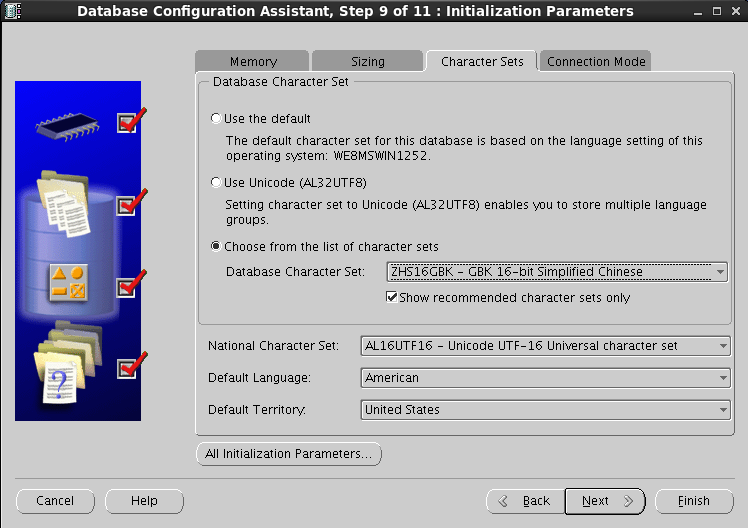 Database Configuration Assistant, Step 9 of 11 : Initialization Parameters
Memory
Sizing
Character Sets
Connection Mode
Database Character Set
Use the default
The default character set for this database is based on the language setting of this
operating system: WE8MSWIN1252.
Use Unicode (AL32UTF8)
Setting character set to Unicode (AL32UTF8) enables you to store multiple language
groups.
Choose from the list of character sets
Database Character Set: ZHS16GBK - GBK 16-bit Simplified Chinese
Show recommended character sets only
National Character Set: AL16UTF16 - Unicode UTF-16 Universal character set
Default Language: American
Default Territory: United States
All Initialization Parameters...
Cancel
Help
Back
Next
Finish